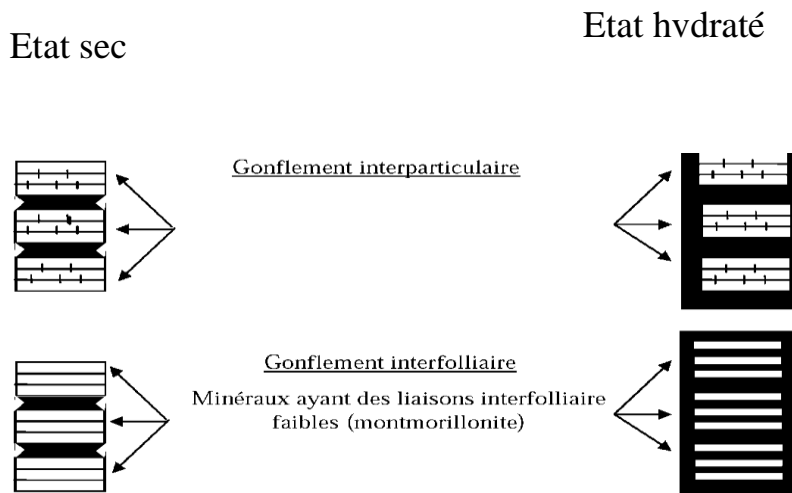 Etat sec
Etat hvdraté
Gonflement interparticulaire
Gonflement interfolliaire
Minéraux ayant des liaisons interfolliaire
faibles (montmorillonite)